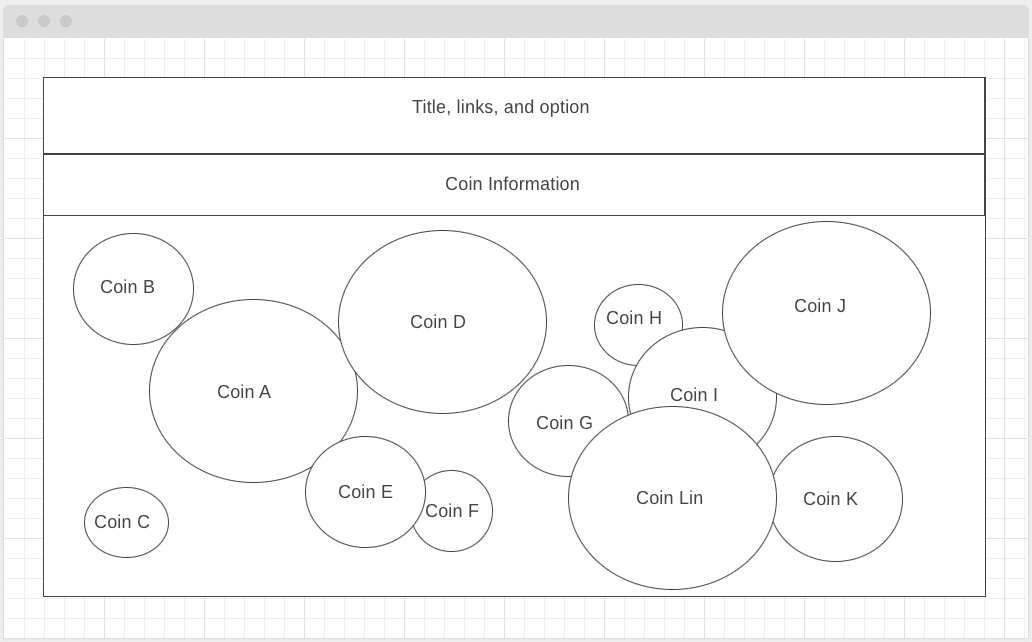 Title, links, and option
Coin Information
Coin B
Coin A
Coin C
Coin D
Coin E
Coin F
Coin G
Coin H
Coin I
Coin J
Coin Lin
Coin K